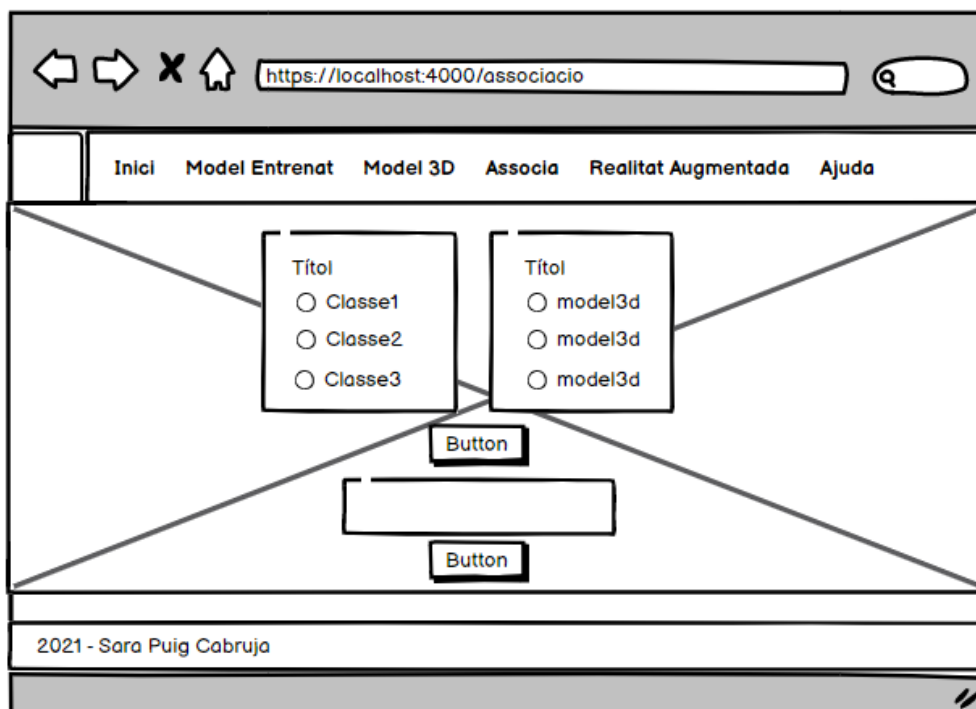 https://localhost:4000/associacio
Inici Model Entrenat Model 3D Associa Realitat Augmentada Ajuda
Títol
Classe1
Classe2
Classe3
Títol
model3d
model3d
model3d
Button
Button
2021 - Sara Puig Cabruja